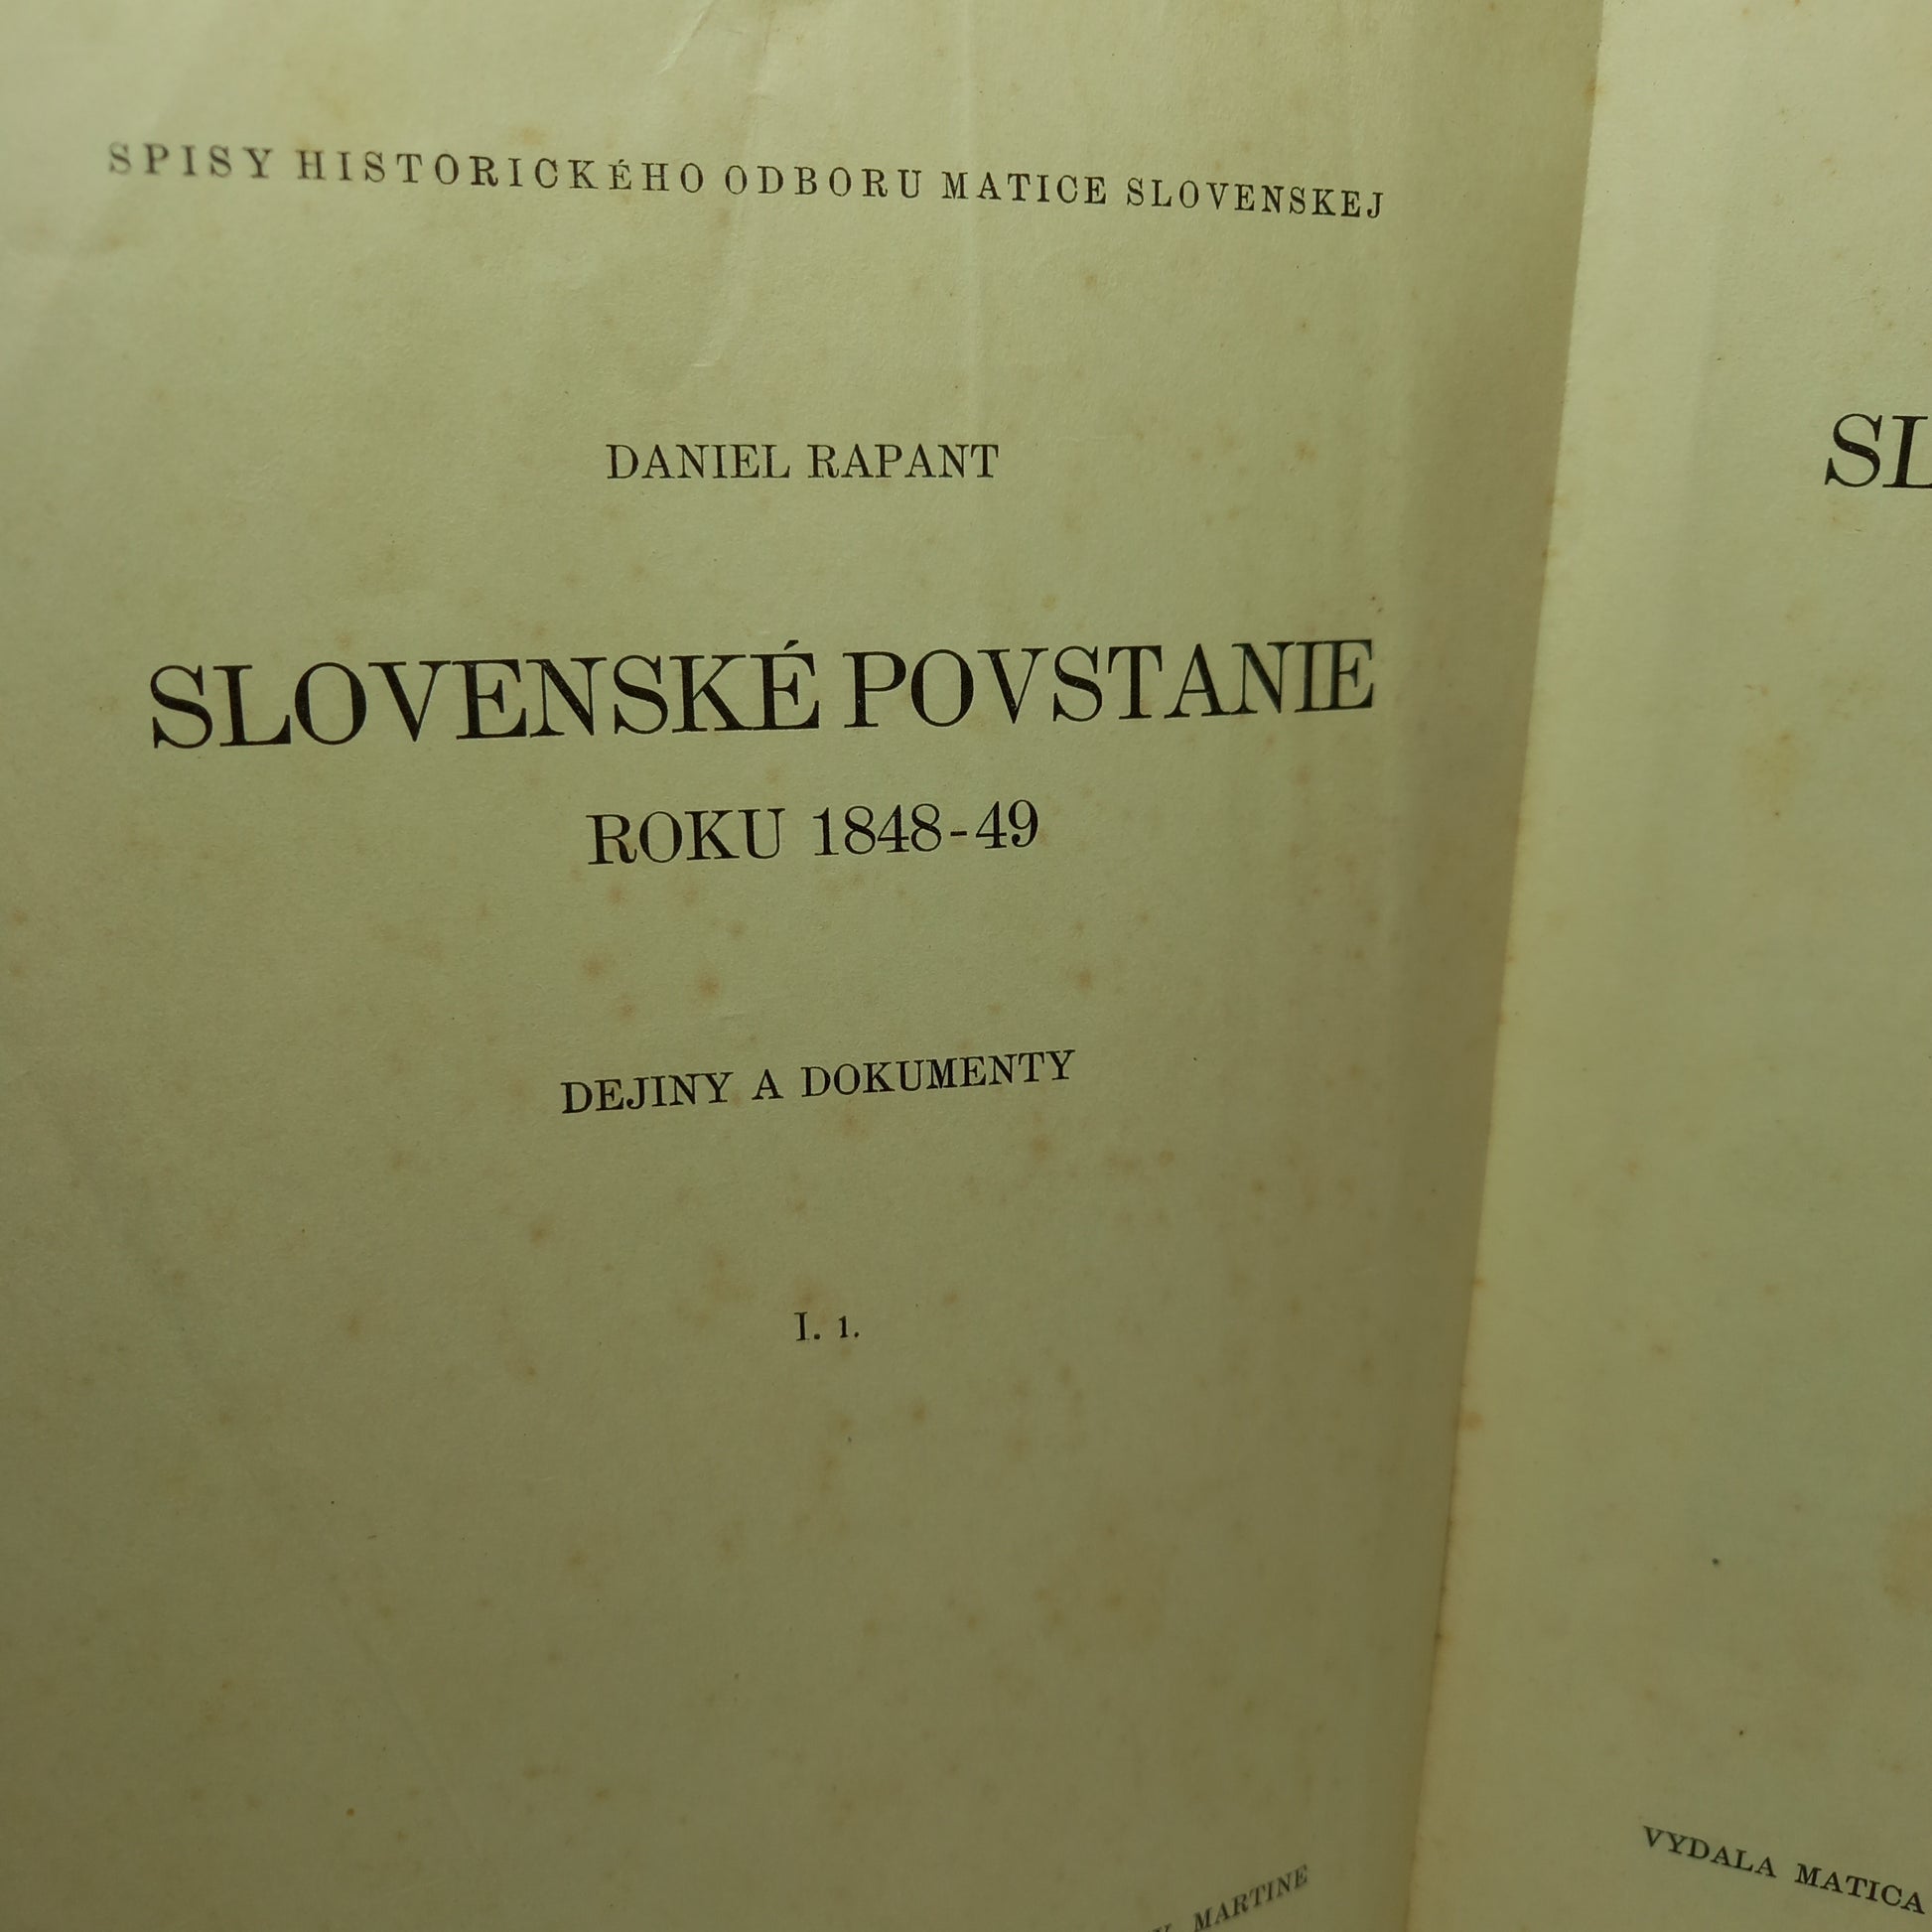 SPISY HISTORICKÉHO ODBORU MATICE SLOVENSKEJ
DANIEL RAPANT
SLOVENSKÉ POVSTANIE
ROKU 1848-49
DEJINY A DOKUMENTY
I. 1.
MARTINE
SL
VYDALA MATICA